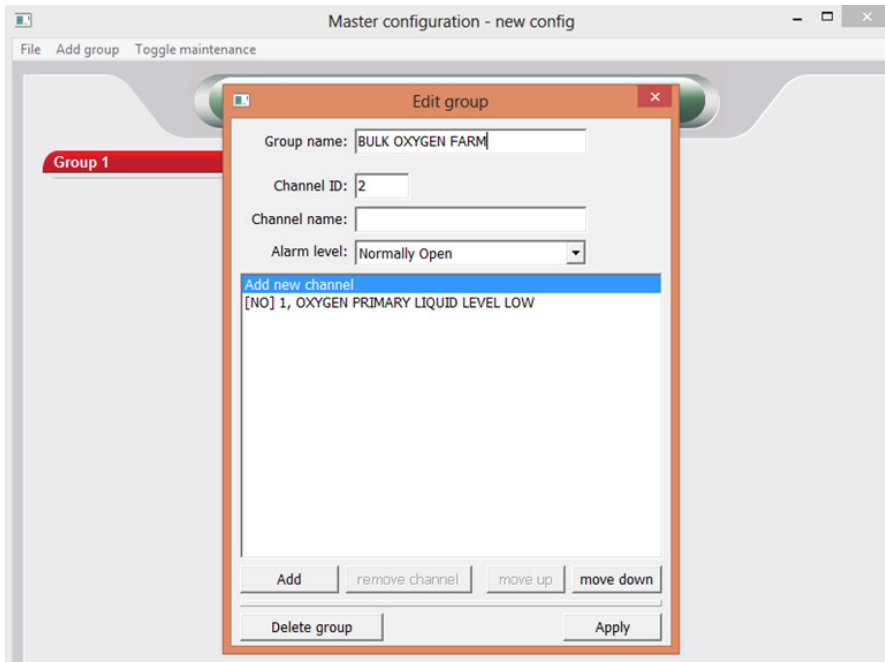 Master configuration - new config
File Add group Toggle maintenance
Edit group
Group name: BULK OXYGEN FARM
Group 1
Channel ID: 2
Channel name:
Alarm level: Normally Open
Add new channel
[NO] 1, OXYGEN PRIMARY LIQUID LEVEL LOW
Add remove channel move up move down
Delete group Apply